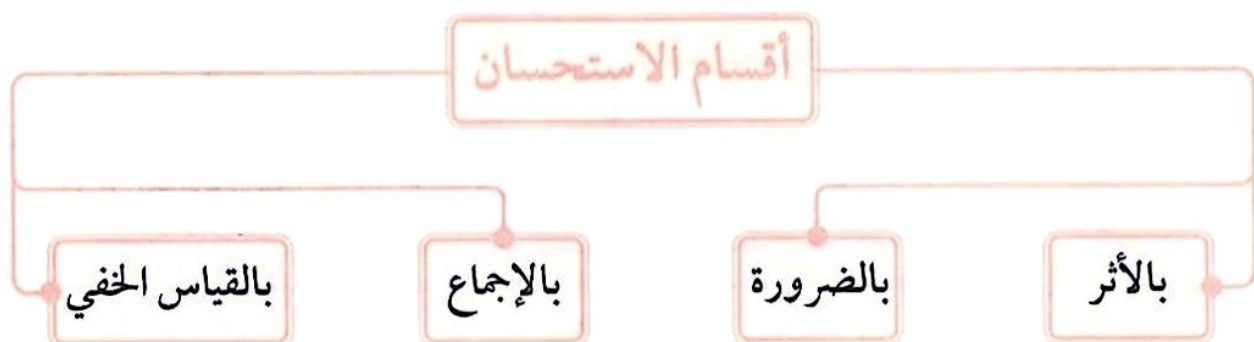 أقسام الاستحسان
بالأثر
بالضرورة
بالإجماع
بالقياس الخفي